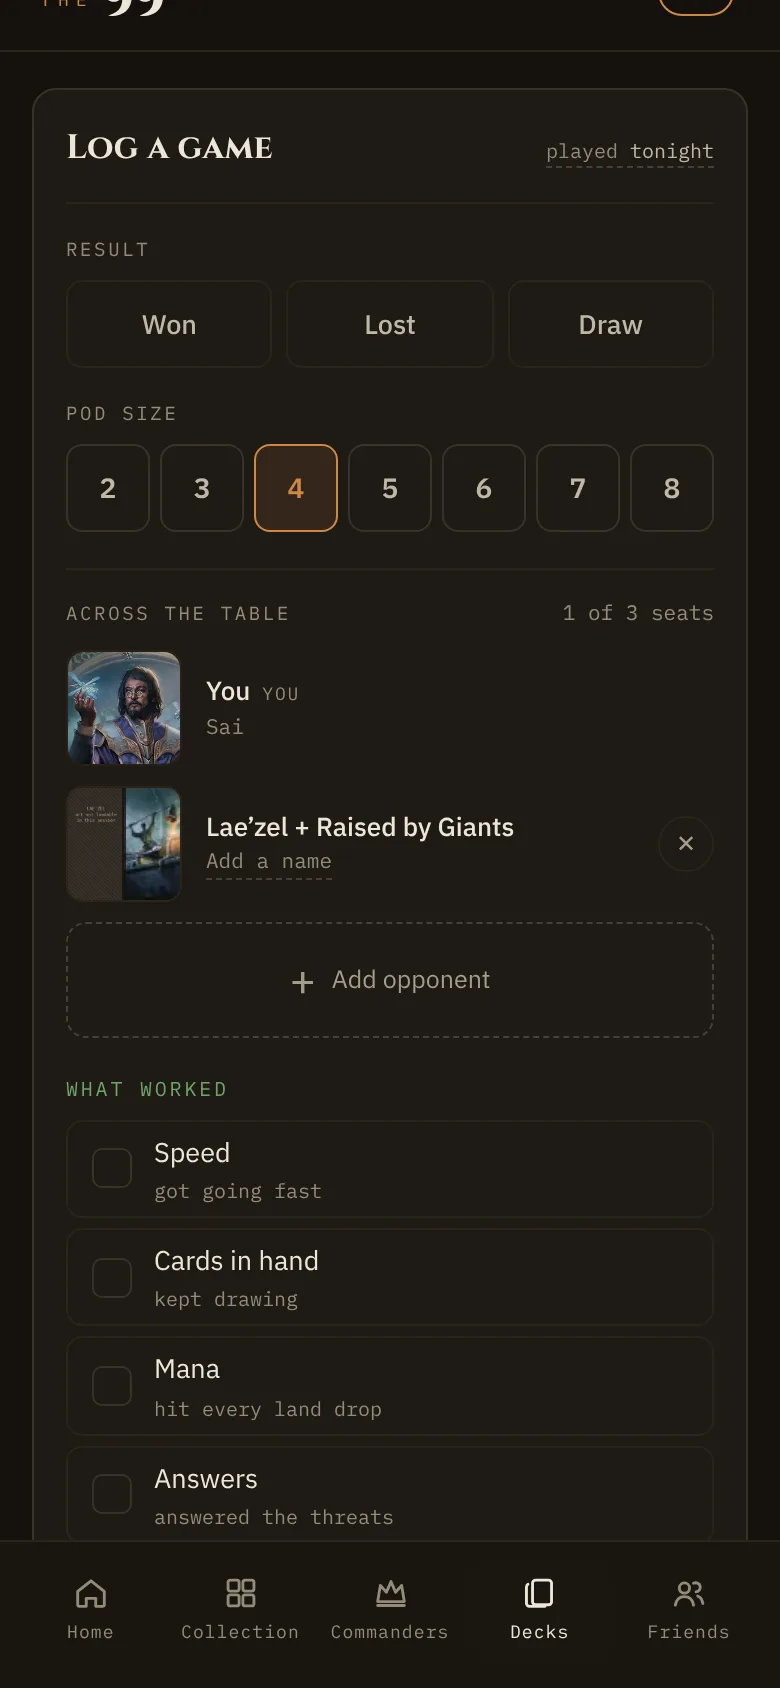 THE 99
Log a game
played tonight
RESULT
Won
Lost
Draw
POD SIZE
2
3
4
5
6
7
8
ACROSS THE TABLE
1 of 3 seats
You YOU
Sai
Lae’zel + Raised by Giants
Add a name
✕
+ Add opponent
WHAT WORKED
Speed
got going fast
Cards in hand
kept drawing
Mana
hit every land drop
Answers
answered the threats
Home
Collection
Commanders
Decks
Friends